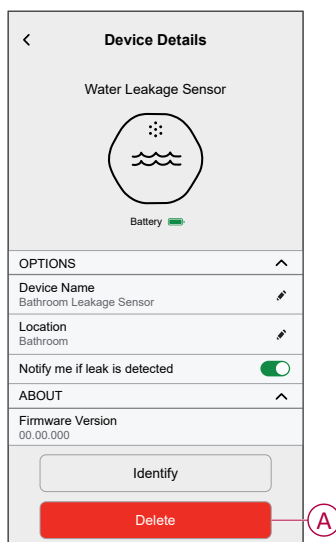 Device Details
Water Leakage Sensor
Battery
OPTIONS
Device Name
Bathroom Leakage Sensor
Location
Bathroom
Notify me if leak is detected
ABOUT
Firmware Version
00.00.000
Identify
Delete
A